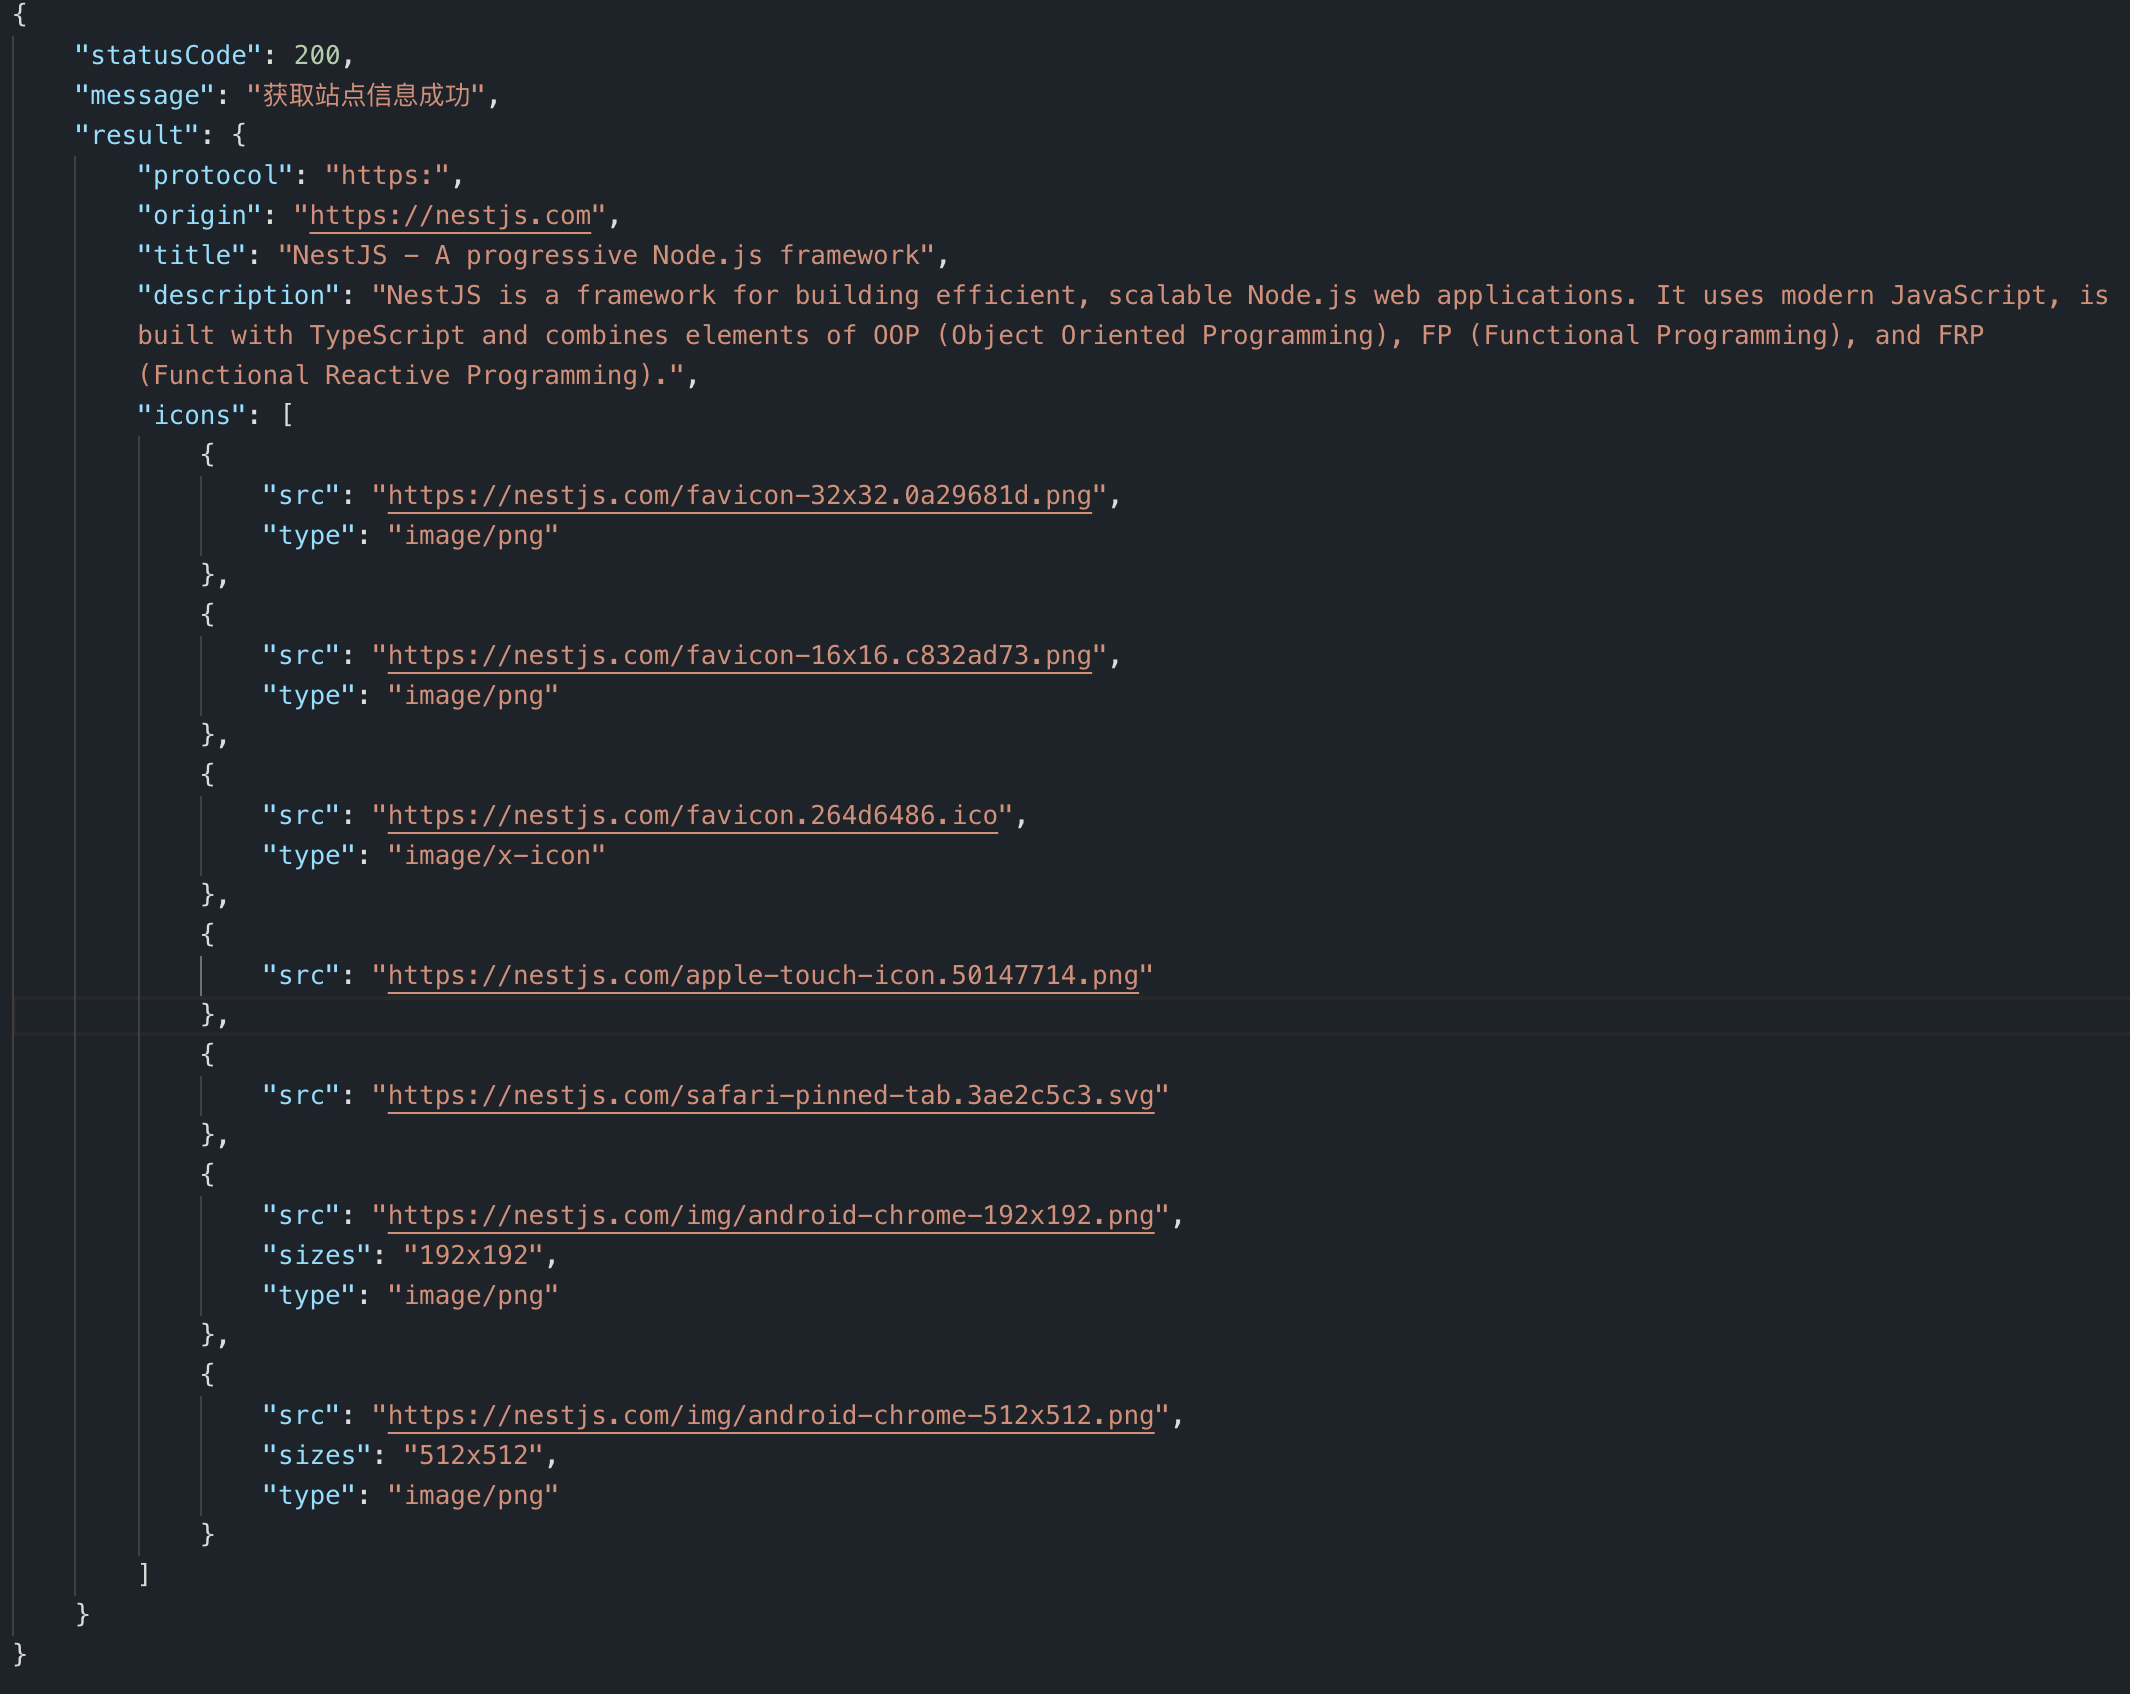 {
"statusCode": 200,
"message": "获取站点信息成功",
"result": {
"protocol": "https:",
"origin": "https://nestjs.com",
"title": "NestJS - A progressive Node.js framework",
"description": "NestJS is a framework for building efficient, scalable Node.js web applications. It uses modern JavaScript, is
built with TypeScript and combines elements of OOP (Object Oriented Programming), FP (Functional Programming), and FRP
(Functional Reactive Programming).",
"icons": [
{
"src": "https://nestjs.com/favicon-32x32.0a29681d.png",
"type": "image/png"
},
{
"src": "https://nestjs.com/favicon-16x16.c832ad73.png",
"type": "image/png"
},
{
"src": "https://nestjs.com/favicon.264d6486.ico",
"type": "image/x-icon"
},
{
"src": "https://nestjs.com/apple-touch-icon.50147714.png"
},
{
"src": "https://nestjs.com/safari-pinned-tab.3ae2c5c3.svg"
},
{
"src": "https://nestjs.com/img/android-chrome-192x192.png",
"sizes": "192x192",
"type": "image/png"
},
{
"src": "https://nestjs.com/img/android-chrome-512x512.png",
"sizes": "512x512",
"type": "image/png"
}
]
}
}